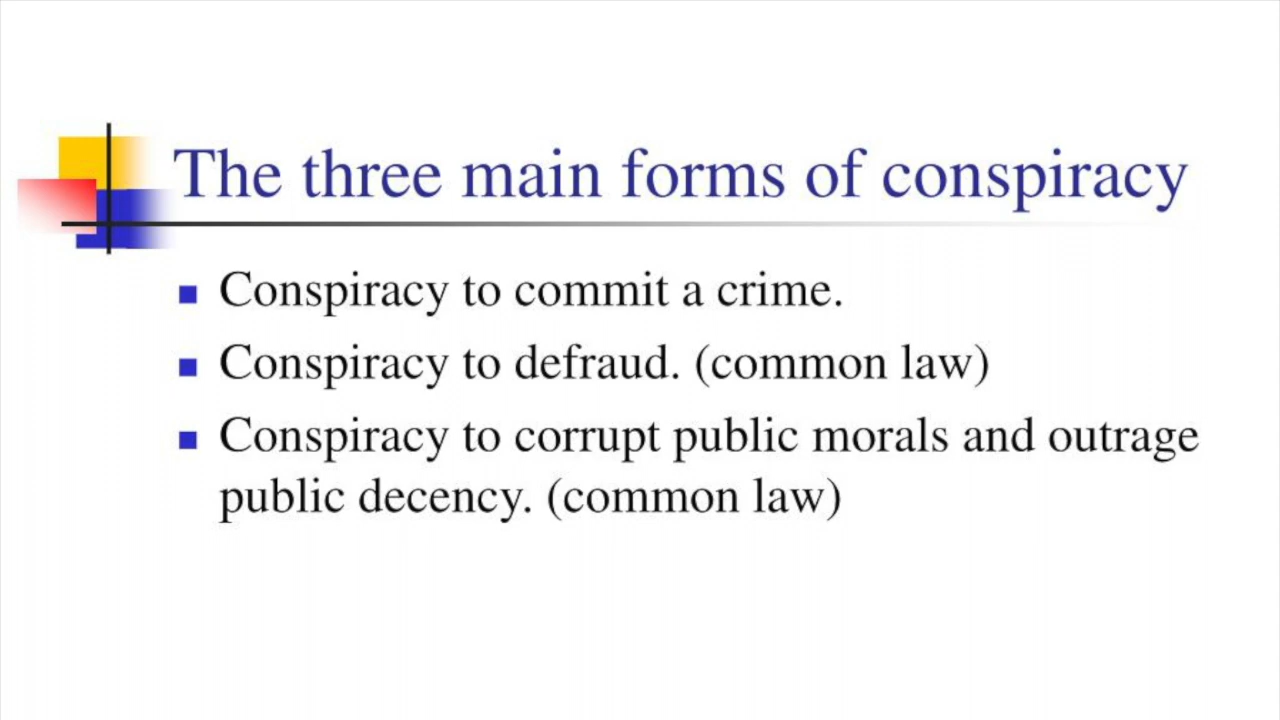 The three main forms of conspiracy
Conspiracy to commit a crime.
Conspiracy to defraud. (common law)
Conspiracy to corrupt public morals and outrage
public decency. (common law)